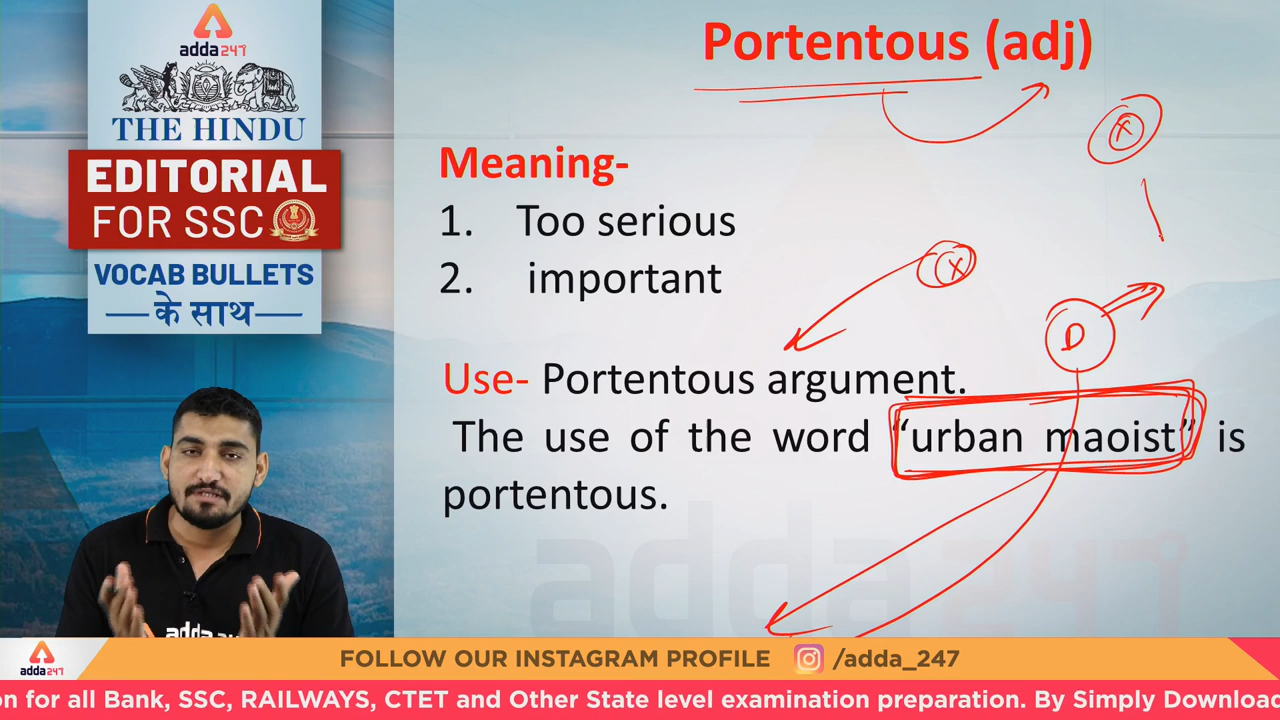 adda247
THE HINDU
EDITORIAL
FOR SSC
VOCAB BULLETS
के साथ
Portentous (adj)
Meaning-
1. Too serious
2. important
Use- Portentous argument.
The use of the word “urban maoist” is
portentous.
x
x
D
adda247
adda247
adda247
FOLLOW OUR INSTAGRAM PROFILE /adda_247
on for all Bank, SSC, RAILWAYS, CTET and Other State level examination preparation. By Simply Download